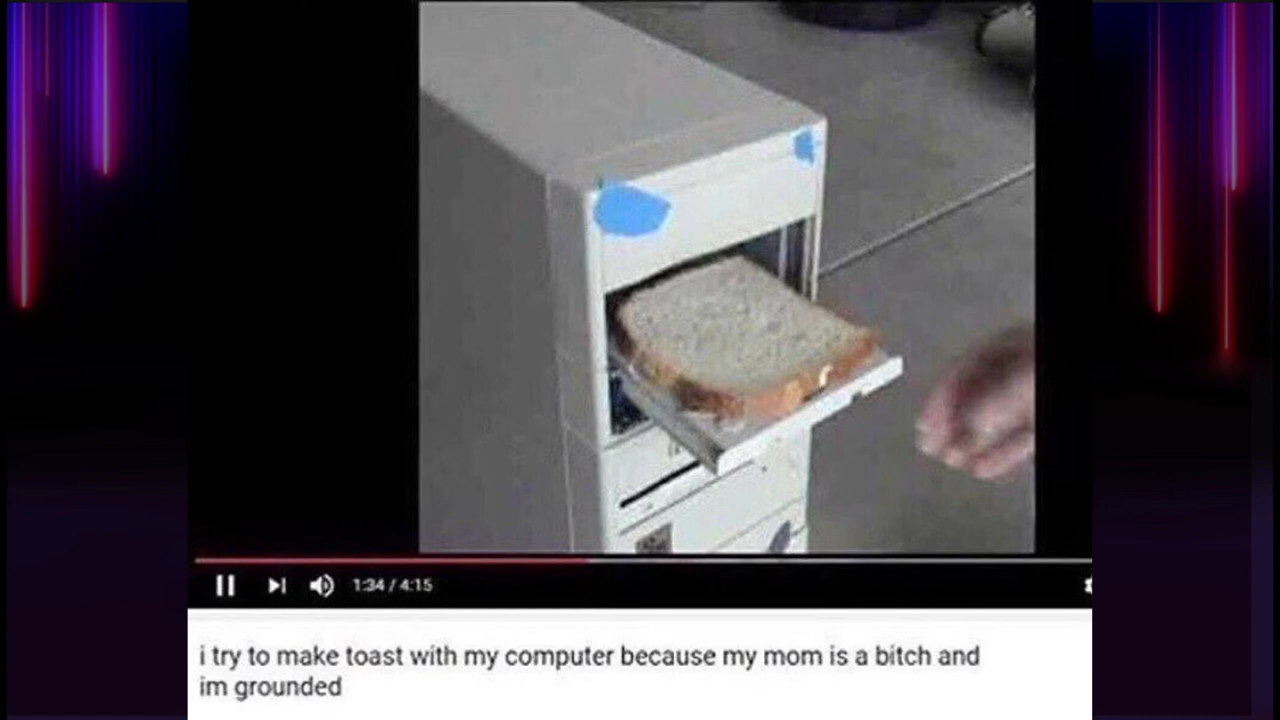 1:34 / 4:15
i try to make toast with my computer because my mom is a bitch and
im grounded